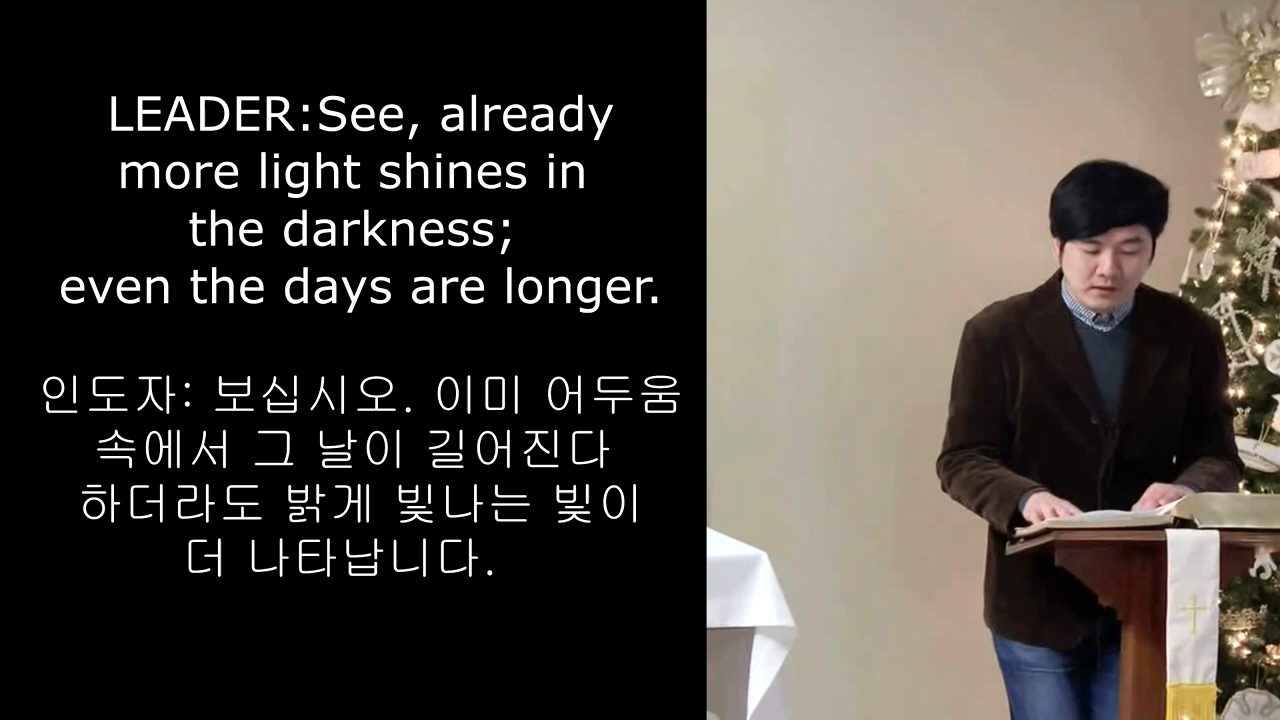 LEADER:See, already
more light shines in
the darkness;
even the days are longer.
인도자: 보십시오. 이미 어두움
속에서 그 날이 길어진다
하더라도 밝게 빛나는 빛이
더 나타납니다.